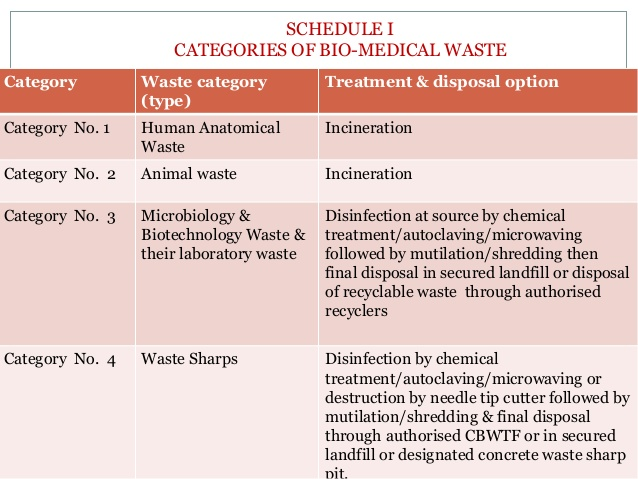 SCHEDULE I
CATEGORIES OF BIO-MEDICAL WASTE
Category
Waste category
(type)
Treatment & disposal option
Category No. 1
Human Anatomical
Waste
Incineration
Category No. 2
Animal waste
Incineration
Category No. 3
Microbiology &
Biotechnology Waste &
their laboratory waste
Disinfection at source by chemical
treatment/autoclaving/microwaving
followed by mutilation/shredding then
final disposal in secured landfill or disposal
of recyclable waste through authorised
recyclers
Category No. 4
Waste Sharps
Disinfection by chemical
treatment/autoclaving/microwaving or
destruction by needle tip cutter followed by
mutilation/shredding & final disposal
through authorised CBWTF or in secured
landfill or designated concrete waste sharp
pit.